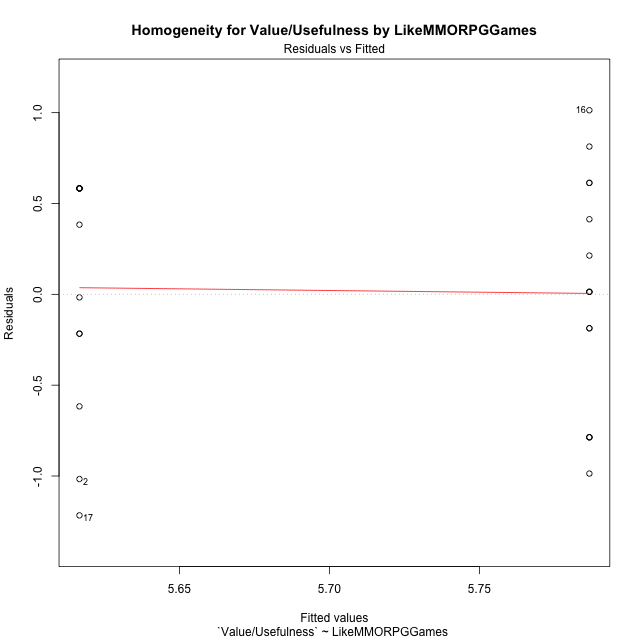 Homogeneity for Value/Usefulness by LikeMMORPGGames
Residuals vs Fitted
1.0
0.5
0.0
-0.5
-1.0
Residuals
16
2
17
5.65 5.70 5.75
Fitted values
`Value/Usefulness` ~ LikeMMORPGGames